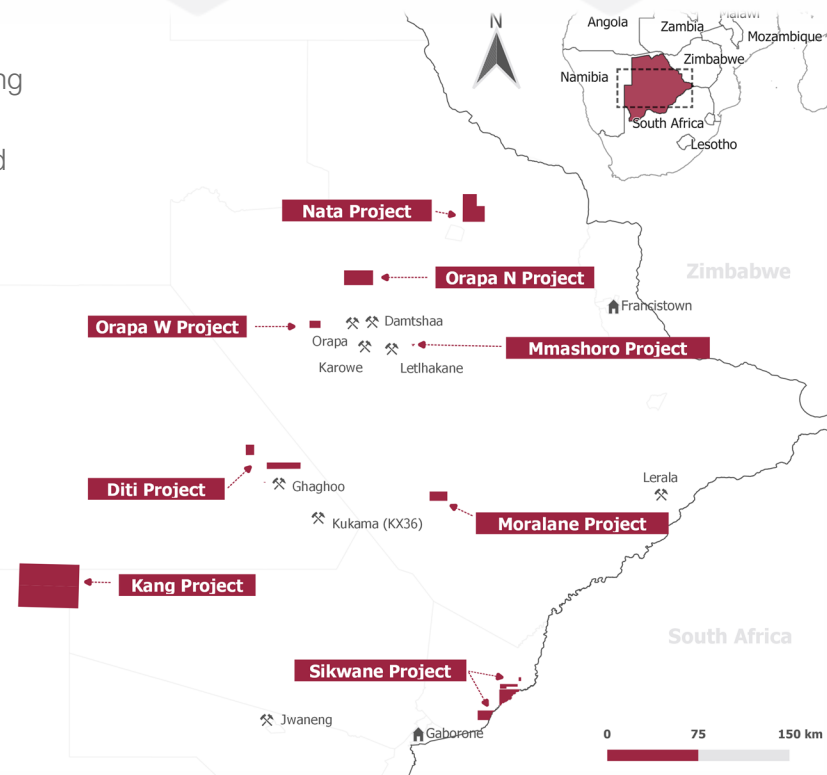 ng
d
N
Angola
Zambia
Malawi
Mozambique
Zimbabwe
Namibia
South Africa
Lesotho
Nata Project
Zimbabwe
Orapa N Project
Francistown
Orapa W Project
Damtshaa
Orapa
Mmashoro Project
Karowe
Letlhakane
Lerala
Diti Project
Ghaghoo
Kukama (KX36)
Moralane Project
Kang Project
South Africa
Sikwane Project
Jwaneng
Gaborone
0 75 150 km